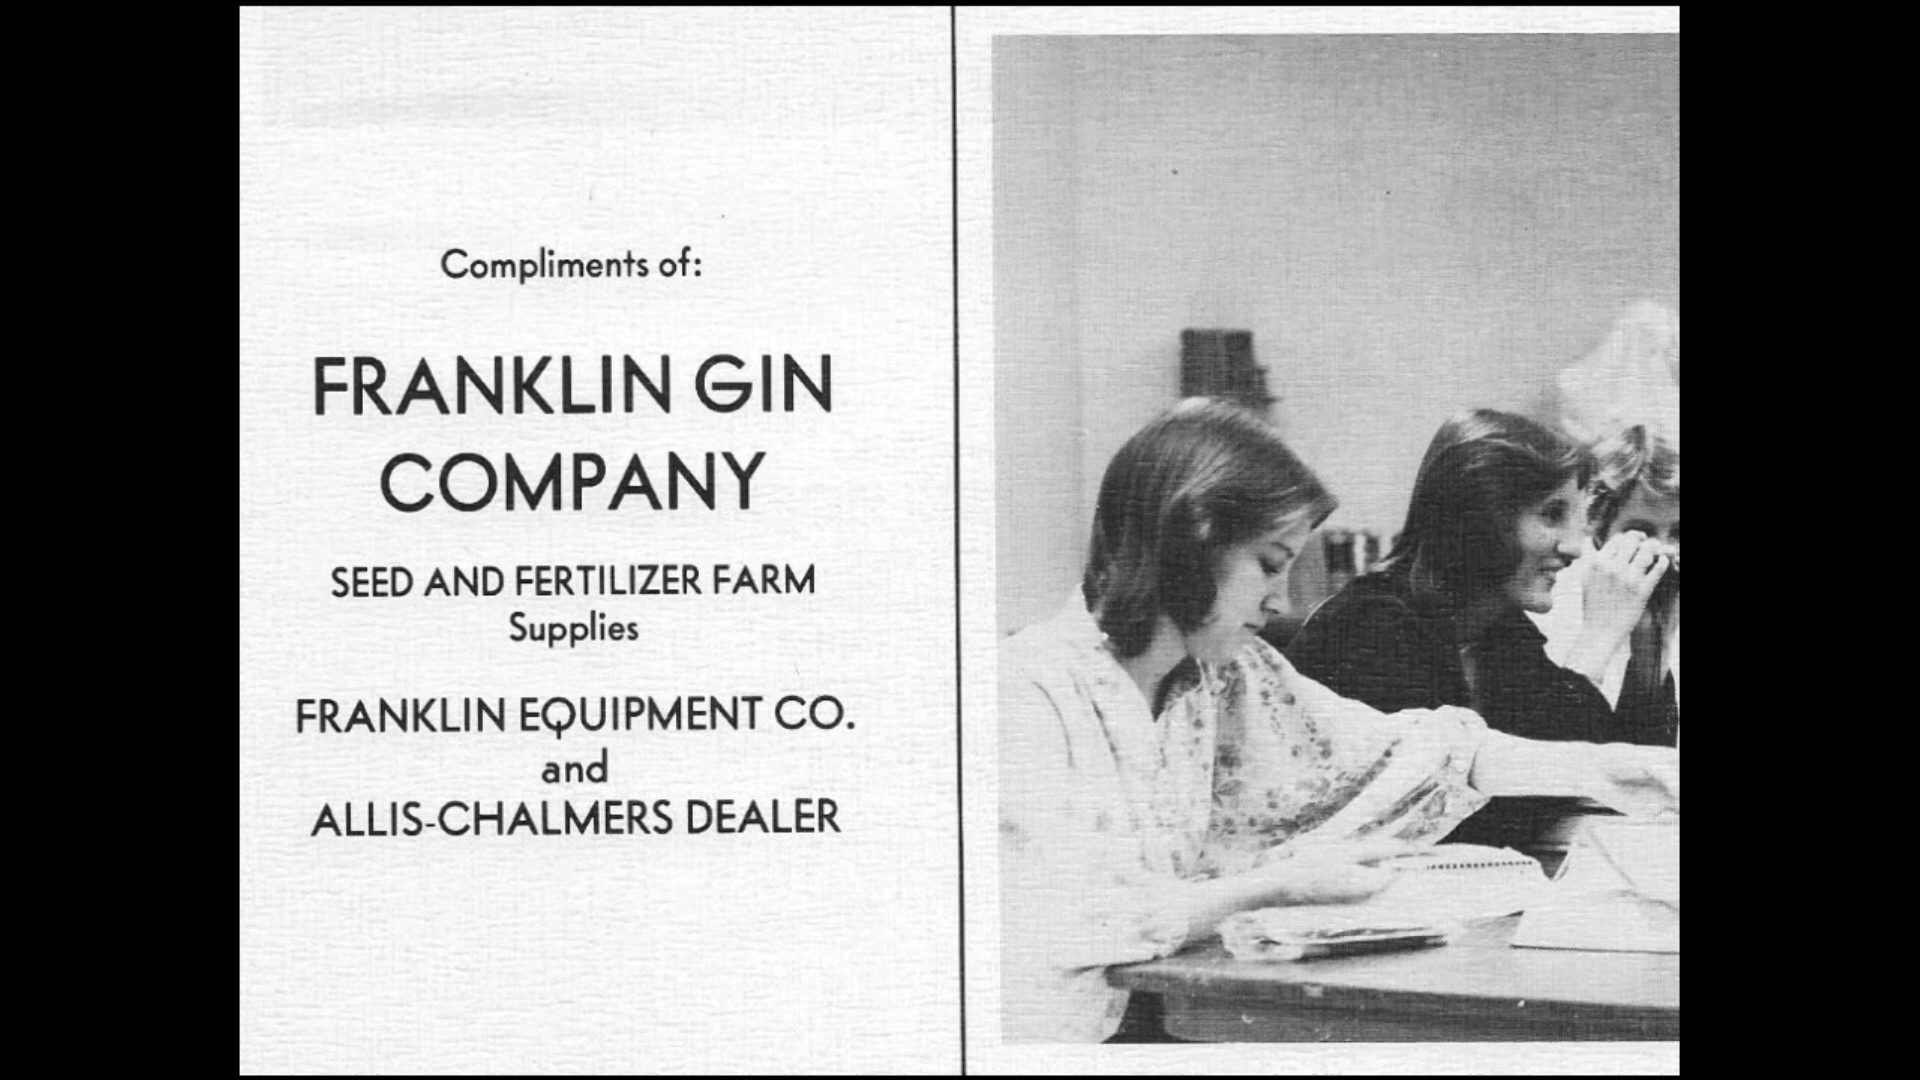 Compliments of:
FRANKLIN GIN
COMPANY
SEED AND FERTILIZER FARM
Supplies
FRANKLIN EQUIPMENT CO.
and
ALLIS-CHALMERS DEALER